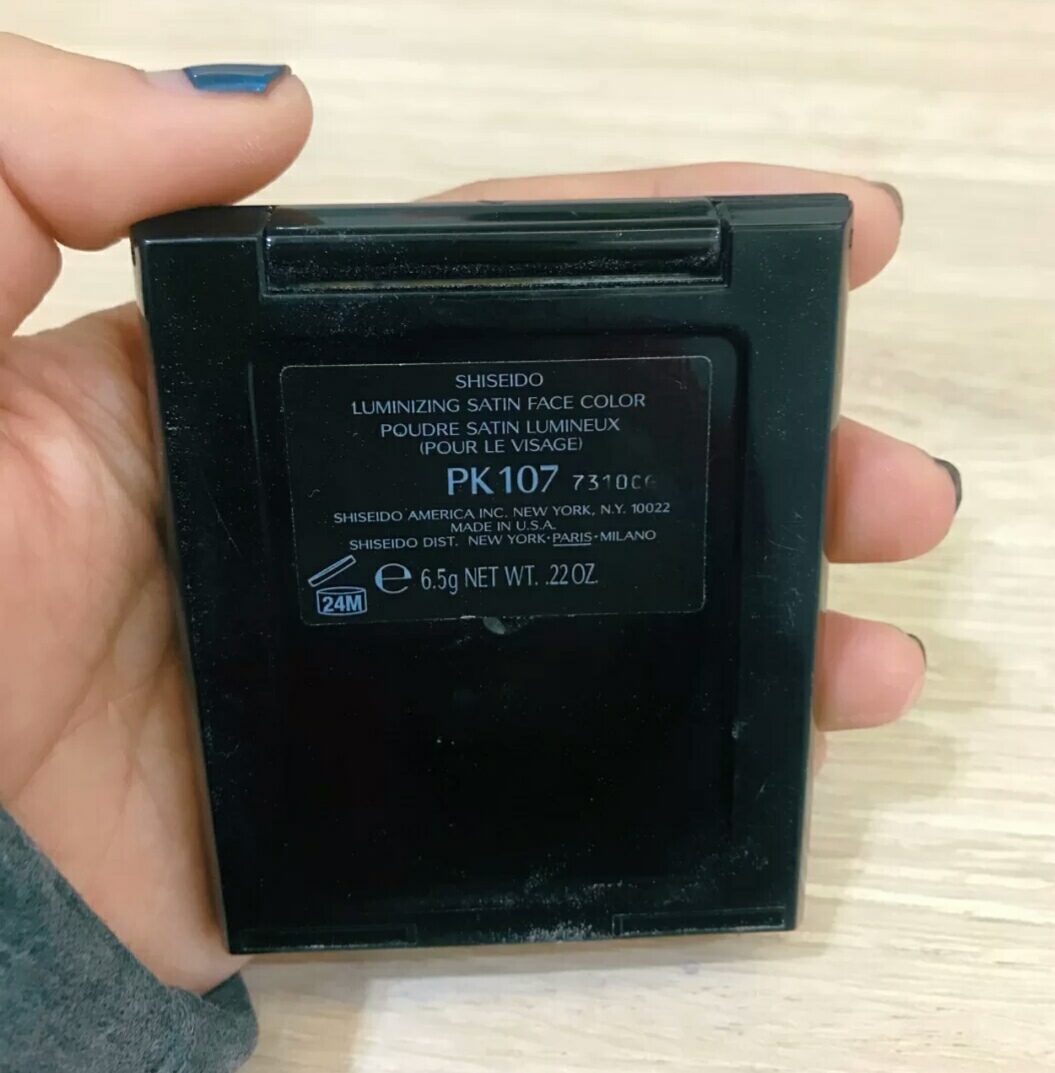 SHISEIDO
LUMINIZING SATIN FACE COLOR
POUDRE SATIN LUMINEUX
(POUR LE VISAGE)
PK107
SHISEIDO AMERICA INC. NEW YORK, N.Y. 10022
MADE IN U.S.A.
SHISEIDO DIST. NEW YORK·PARIS·MILANO
24M ℮ 6.5g NET WT. .22 OZ.